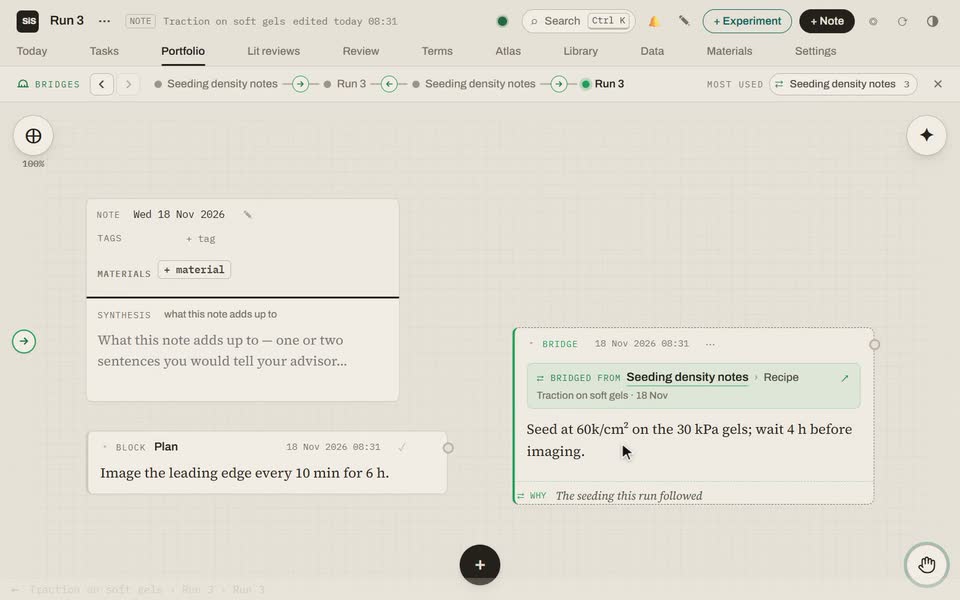 SiS Run 3 ··· NOTE Traction on soft gels edited today 08:31 Search Ctrl K + Experiment + Note
Today Tasks Portfolio Lit reviews Review Terms Atlas Library Data Materials Settings
BRIDGES Seeding density notes Run 3 Seeding density notes Run 3 MOST USED Seeding density notes 3
100%
NOTE Wed 18 Nov 2026
TAGS + tag
MATERIALS + material
SYNTHESIS what this note adds up to
What this note adds up to — one or two
sentences you would tell your advisor...
BLOCK Plan 18 Nov 2026 08:31
Image the leading edge every 10 min for 6 h.
BRIDGE 18 Nov 2026 08:31 ···
BRIDGED FROM Seeding density notes › Recipe
Traction on soft gels · 18 Nov
Seed at 60k/cm² on the 30 kPa gels; wait 4 h before
imaging.
WHY The seeding this run followed
+
← Traction on soft gels › Run 3 › Run 3